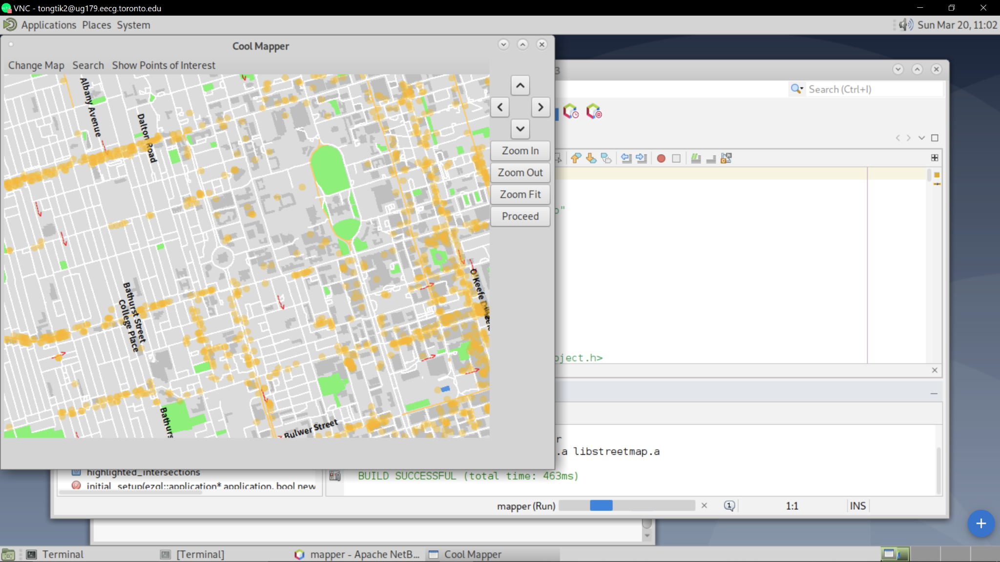 VNC - tongtik2@ug179.eecg.toronto.edu
Applications Places System
Sun Mar 20, 11:02
Cool Mapper
Change Map Search Show Points of Interest
Albany Avenue
Dalton Road
Bathurst Street
College Place
Bathurs
Bulwer Street
O'Keefe
Zoom In
Zoom Out
Zoom Fit
Proceed
3
Search (Ctrl+I)
o"
oject.h>
r
.a libstreetmap.a
BUILD SUCCESSFUL (total time: 463ms)
highlighted_intersections
initial_setup(ezgl::application* application, bool new
mapper (Run)
1
1:1
INS
Terminal
[Terminal]
mapper - Apache NetB...
Cool Mapper